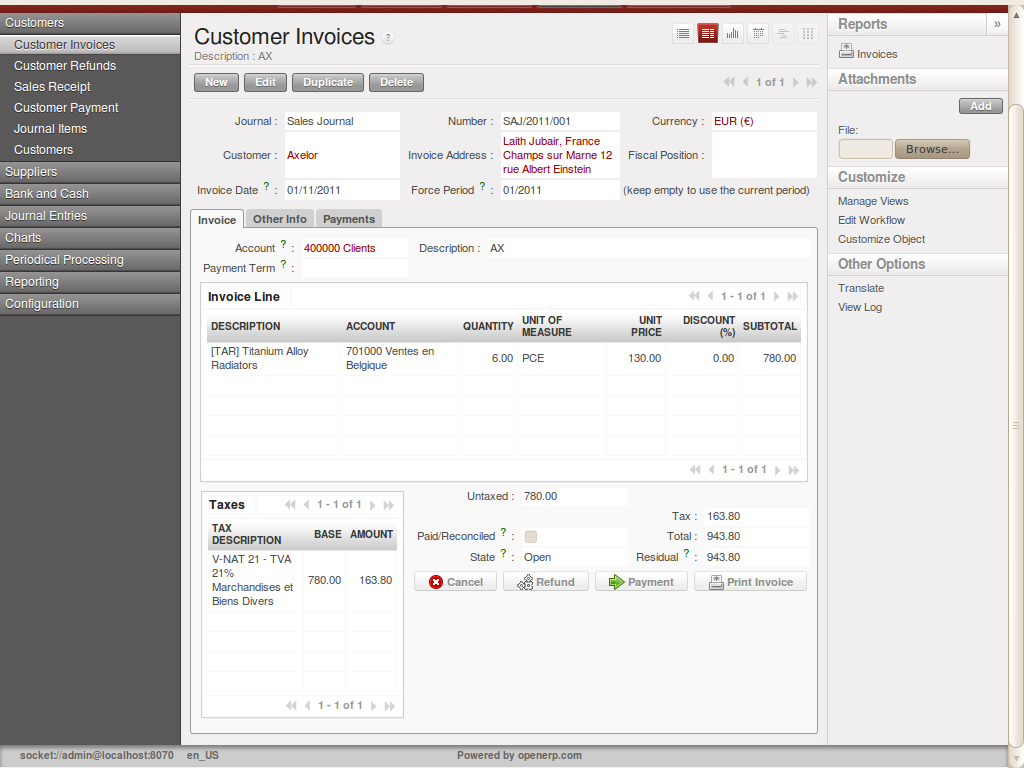 Customers
Customer Invoices
Customer Refunds
Sales Receipt
Customer Payment
Journal Items
Customers
Suppliers
Bank and Cash
Journal Entries
Charts
Periodical Processing
Reporting
Configuration
Customer Invoices ?
Description : AX
New Edit Duplicate Delete
1 of 1
Journal : Sales Journal Number : SAJ/2011/001 Currency : EUR (€)
Customer : Axelor Invoice Address : Laith Jubair, France
Champs sur Marne 12
rue Albert Einstein
Fiscal Position :
Invoice Date ? : 01/11/2011 Force Period ? : 01/2011 (keep empty to use the current period)
Invoice Other Info Payments
Account ? : 400000 Clients Description : AX
Payment Term ? :
Invoice Line 1 - 1 of 1
DESCRIPTION ACCOUNT QUANTITY UNIT OF MEASURE UNIT PRICE DISCOUNT (%) SUBTOTAL
[TAR] Titanium Alloy Radiators 701000 Ventes en Belgique 6.00 PCE 130.00 0.00 780.00
1 - 1 of 1
Taxes 1 - 1 of 1
TAX DESCRIPTION BASE AMOUNT
V-NAT 21 - TVA
21%
Marchandises et
Biens Divers
780.00 163.80
1 - 1 of 1
Untaxed : 780.00
Tax : 163.80
Paid/Reconciled ? : Total : 943.80
State ? : Open Residual ? : 943.80
Cancel Refund Payment Print Invoice
Reports »
Invoices
Attachments
Add
File:
Browse...
Customize
Manage Views
Edit Workflow
Customize Object
Other Options
Translate
View Log
socket://admin@localhost:8070 en_US Powered by openerp.com